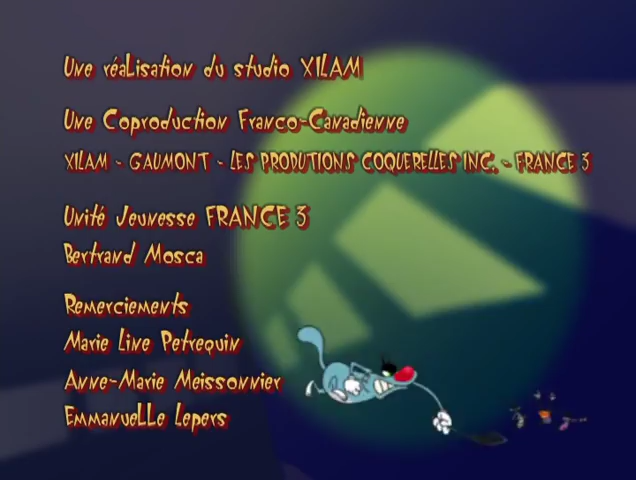 Une réalisation du studio XILAM
Une Coproduction Franco-Canadienne
XILAM - GAUMONT - LES PRODUTIONS COQUERELLES INC. - FRANCE 3
Unité Jeunesse FRANCE 3
Bertrand Mosca
Remerciements
Marie Line Petrequin
Anne-Marie Meissonnier
Emmanuelle Lepers